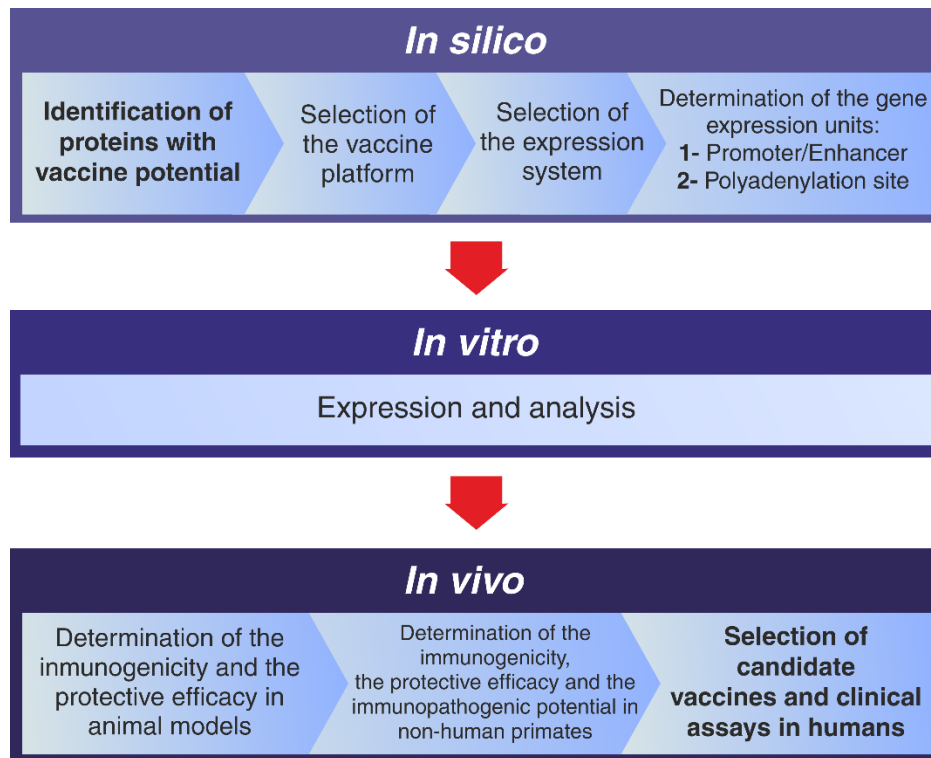 In silico
Identification of
proteins with
vaccine potential
Selection of
the vaccine
platform
Selection of
the expression
system
Determination of the gene
expression units:
1- Promoter/Enhancer
2- Polyadenylation site
In vitro
Expression and analysis
In vivo
Determination of the
inmunogenicity and the
protective efficacy in
animal models
Determination of the
immunogenicity,
the protective efficacy and the
immunopathogenic potential in
non-human primates
Selection of
candidate
vaccines and clinical
assays in humans